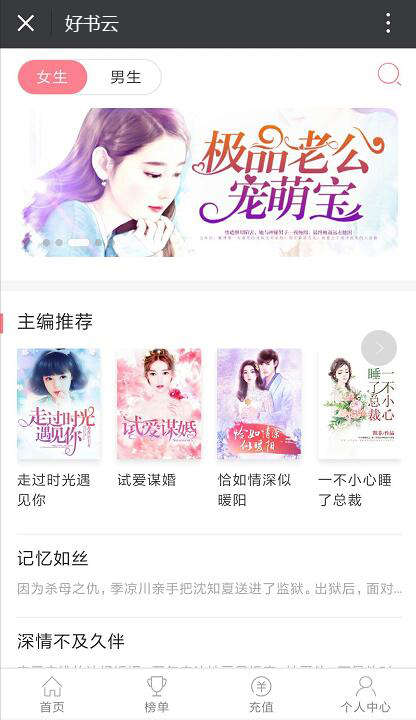 好书云
女生
男生
极品老公
宠萌宝
主编推荐
走过时光
遇见你
试爱谋婚
恰如情深
似暖阳
一不小心
睡了总裁
走过时光遇
见你
试爱谋婚
恰如情深似
暖阳
一不小心睡
了总裁
记忆如丝
因为杀母之仇，季凉川亲手把沈知夏送进了监狱。出狱后，面对...
深情不及久伴
首页
榜单
充值
个人中心